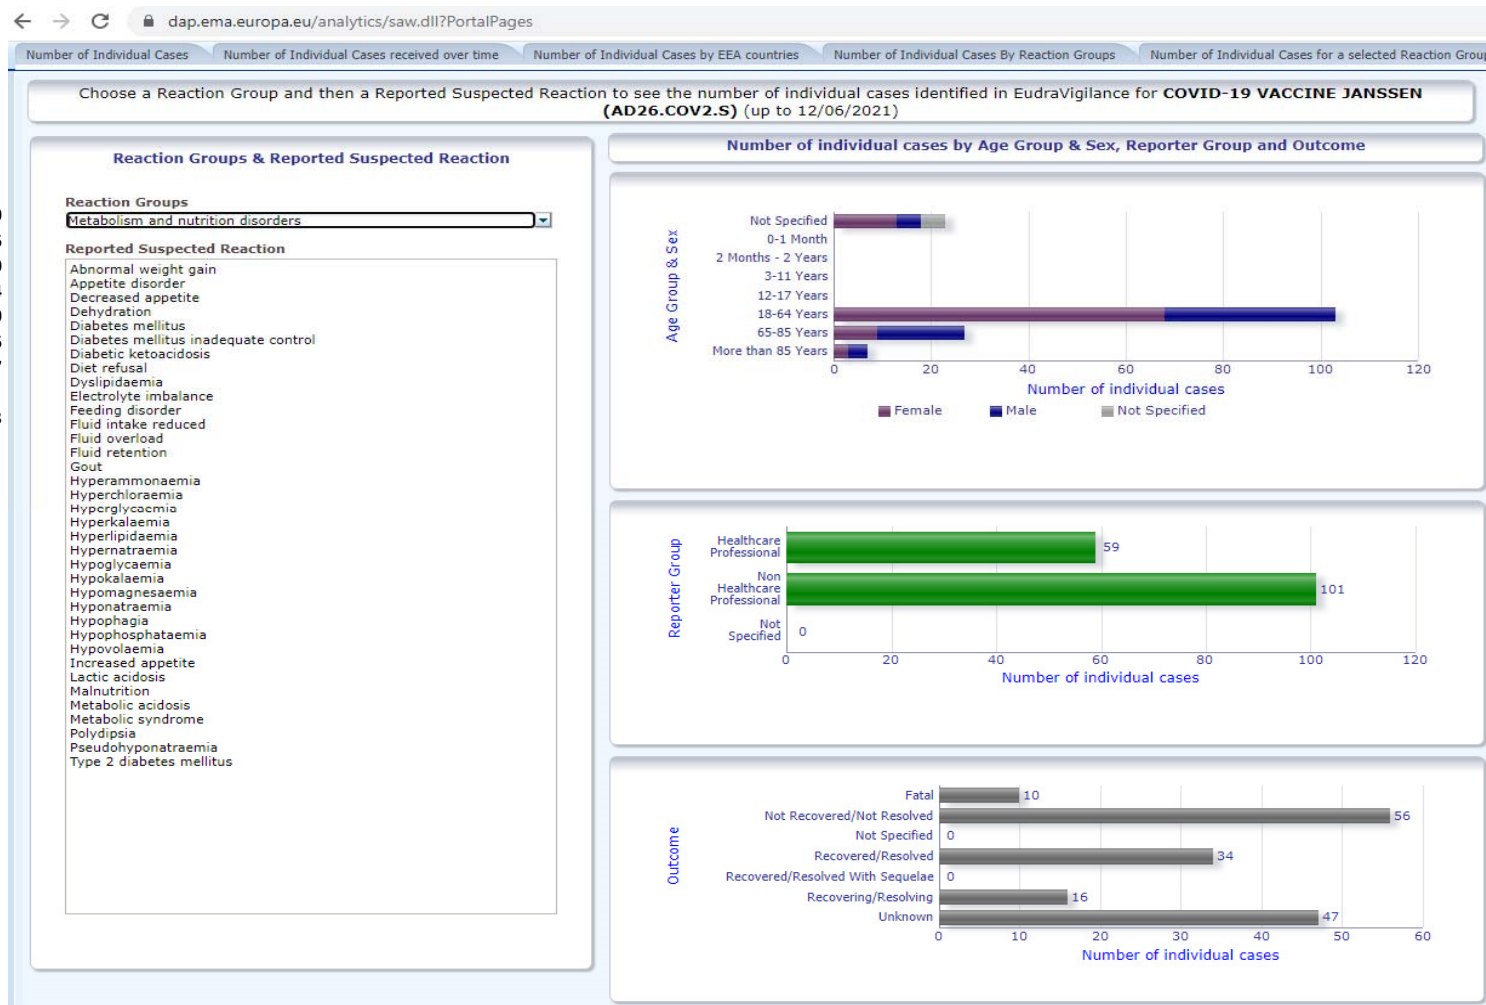 dap.ema.europa.eu/analytics/saw.dll?PortalPages
Number of Individual Cases
Number of Individual Cases received over time
Number of Individual Cases by EEA countries
Number of Individual Cases By Reaction Groups
Number of Individual Cases for a selected Reaction Group
Choose a Reaction Group and then a Reported Suspected Reaction to see the number of individual cases identified in EudraVigilance for COVID-19 VACCINE JANSSEN
(AD26.COV2.S) (up to 12/06/2021)
Reaction Groups & Reported Suspected Reaction
Reaction Groups
Metabolism and nutrition disorders
Reported Suspected Reaction
Abnormal weight gain
Appetite disorder
Decreased appetite
Dehydration
Diabetes mellitus
Diabetes mellitus inadequate control
Diabetic ketoacidosis
Diet refusal
Dyslipidaemia
Electrolyte imbalance
Feeding disorder
Fluid intake reduced
Fluid overload
Fluid retention
Gout
Hyperammonaemia
Hyperchloraemia
Hyperglycaemia
Hyperkalaemia
Hyperlipidaemia
Hypernatraemia
Hypoglycaemia
Hypokalaemia
Hypomagnesaemia
Hyponatraemia
Hypophagia
Hypophosphataemia
Hypovolaemia
Increased appetite
Lactic acidosis
Malnutrition
Metabolic acidosis
Metabolic syndrome
Polydipsia
Pseudohyponatraemia
Type 2 diabetes mellitus
Number of individual cases by Age Group & Sex, Reporter Group and Outcome
Age Group & Sex
Not Specified
0-1 Month
2 Months - 2 Years
3-11 Years
12-17 Years
18-64 Years
65-85 Years
More than 85 Years
0 20 40 60 80 100 120
Number of individual cases
Female Male Not Specified
Reporter Group
Healthcare
Professional
59
Non
Healthcare
Professional
101
Not
Specified
0
0 20 40 60 80 100 120
Number of individual cases
Outcome
Fatal 10
Not Recovered/Not Resolved 56
Not Specified 0
Recovered/Resolved 34
Recovered/Resolved With Sequelae 0
Recovering/Resolving 16
Unknown 47
0 10 20 30 40 50 60
Number of individual cases